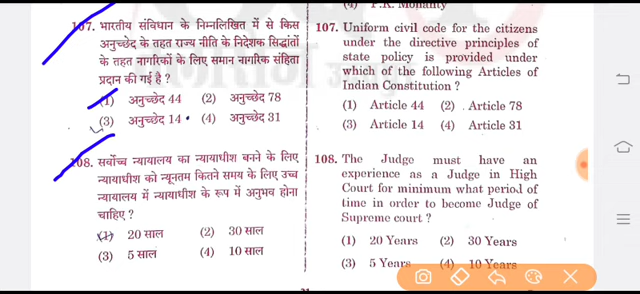 (4) P.K. Mohanty
107. भारतीय संविधान के निम्नलिखित में से किस
अनुच्छेद के तहत राज्य नीति के निदेशक सिद्धांतों
के तहत नागरिकों के लिए समान नागरिक संहिता
प्रदान की गई है ?
(1) अनुच्छेद 44 (2) अनुच्छेद 78
(3) अनुच्छेद 14 (4) अनुच्छेद 31
108. सर्वोच्च न्यायालय का न्यायाधीश बनने के लिए
न्यायाधीश को न्यूनतम कितने समय के लिए उच्च
न्यायालय में न्यायाधीश के रूप में अनुभव होना
चाहिए ?
(1) 20 साल (2) 30 साल
(3) 5 साल (4) 10 साल
107. Uniform civil code for the citizens
under the directive principles of
state policy is provided under
which of the following Articles of
Indian Constitution ?
(1) Article 44 (2) Article 78
(3) Article 14 (4) Article 31
108. The Judge must have an
experience as a Judge in High
Court for minimum what period of
time in order to become Judge of
Supreme court ?
(1) 20 Years (2) 30 Years
(3) 5 Years (4) 10 Years